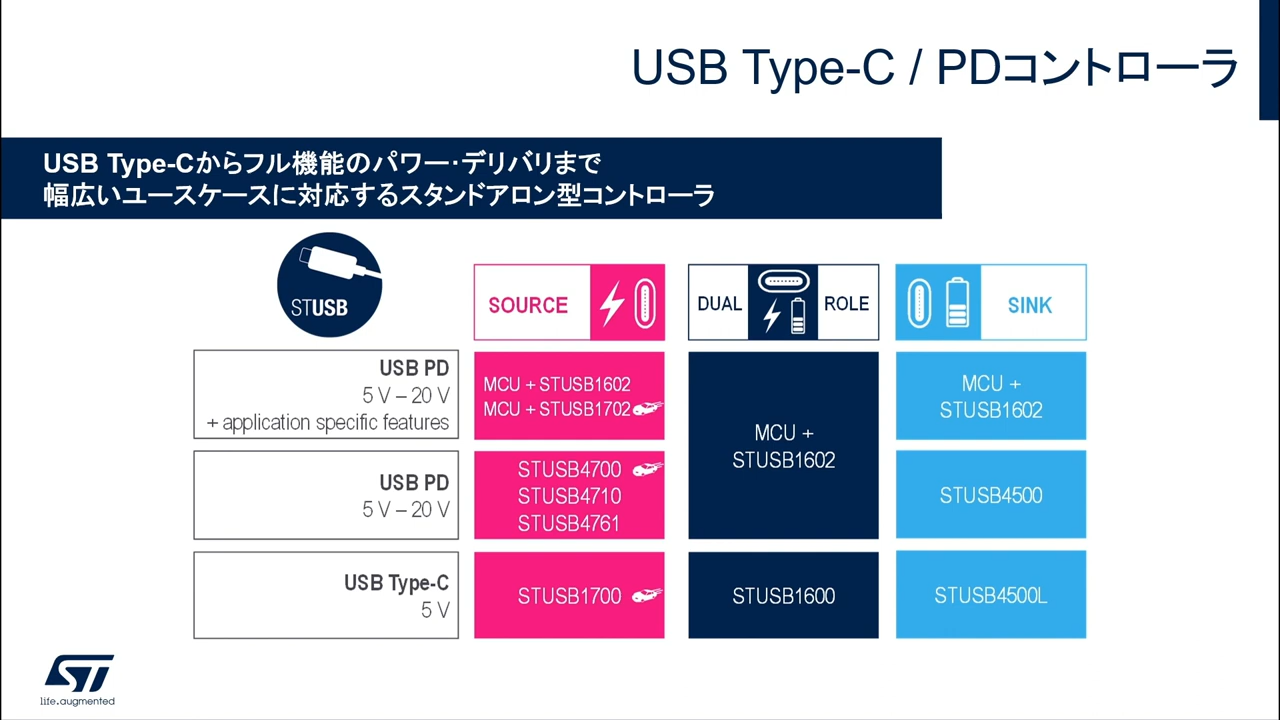 USB Type-C / PDコントローラ
USB Type-Cからフル機能のパワー･デリバリまで
幅広いユースケースに対応するスタンドアロン型コントローラ
STUSB
SOURCE
DUAL
ROLE
SINK
USB PD
5 V – 20 V
+ application specific features
MCU + STUSB1602
MCU + STUSB1702
MCU +
STUSB1602
MCU +
STUSB1602
USB PD
5 V – 20 V
STUSB4700
STUSB4710
STUSB4761
STUSB4500
USB Type-C
5 V
STUSB1700
STUSB1600
STUSB4500L
ST
life.augmented